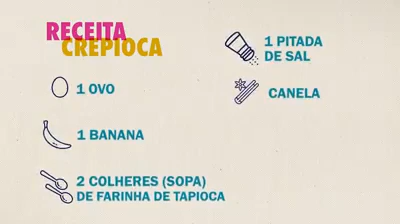 RECEITA
CREPIOCA
1 OVO
1 BANANA
2 COLHERES (SOPA)
DE FARINHA DE TAPIOCA
1 PITADA
DE SAL
CANELA